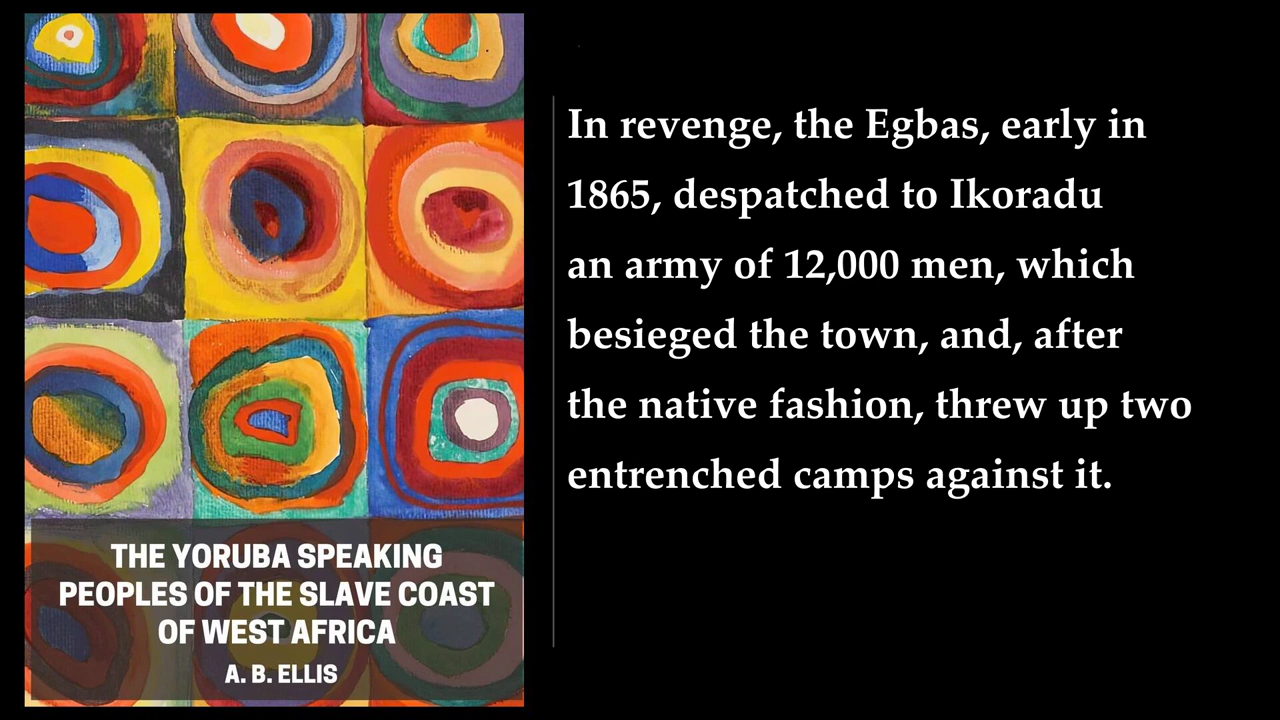 In revenge, the Egbas, early in
1865, despatched to Ikoradu
an army of 12,000 men, which
besieged the town, and, after
the native fashion, threw up two
entrenched camps against it.
THE YORUBA SPEAKING
PEOPLES OF THE SLAVE COAST
OF WEST AFRICA
A. B. ELLIS